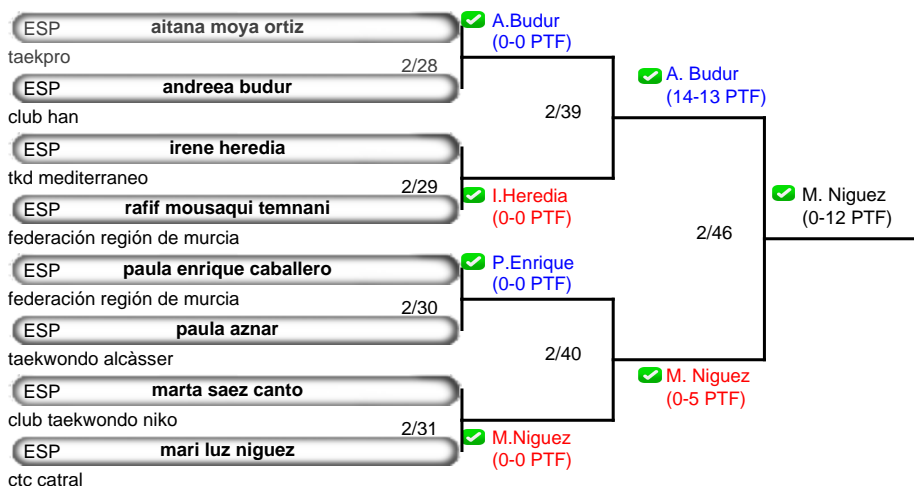 ESP aitana moya ortiz
taekpro
2/28
ESP andreea budur
club han
ESP irene heredia
tkd mediterraneo
2/29
ESP rafif mousaqui temnani
federación región de murcia
ESP paula enrique caballero
federación región de murcia
2/30
ESP paula aznar
taekwondo alcàsser
ESP marta saez canto
club taekwondo niko
2/31
ESP mari luz niguez
ctc catral
A.Budur
(0-0 PTF)
2/39
I.Heredia
(0-0 PTF)
P.Enrique
(0-0 PTF)
2/40
M.Niguez
(0-0 PTF)
A. Budur
(14-13 PTF)
2/46
M. Niguez
(0-5 PTF)
M. Niguez
(0-12 PTF)